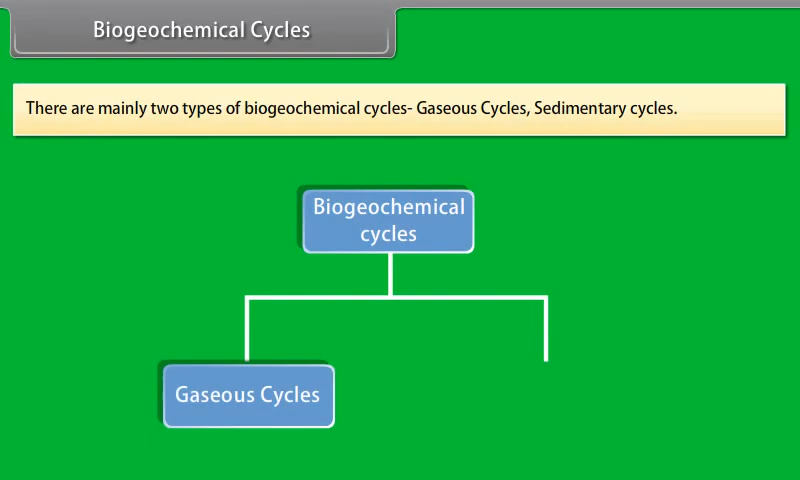 Biogeochemical Cycles
There are mainly two types of biogeochemical cycles- Gaseous Cycles, Sedimentary cycles.
Biogeochemical
cycles
Gaseous Cycles